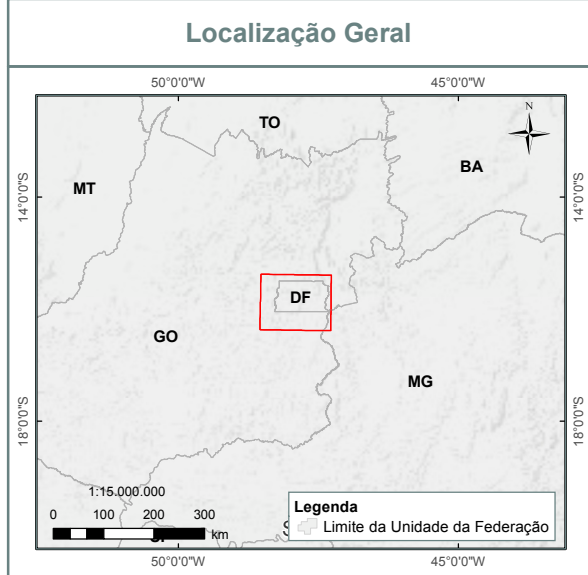 Localização Geral
50°0'0"W 45°0'0"W
TO
N
BA
MT
14°0'0"S 14°0'0"S
DF
GO
MG
18°0'0"S 18°0'0"S
1:15.000.000
0 100 200 300
km
Legenda
Limite da Unidade da Federação
50°0'0"W 45°0'0"W